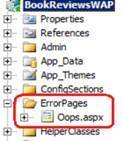 BookReviewsWAP
Properties
References
Admin
App_Data
App_Themes
ConfigSections
ErrorPages
Oops.aspx
HelperClasses